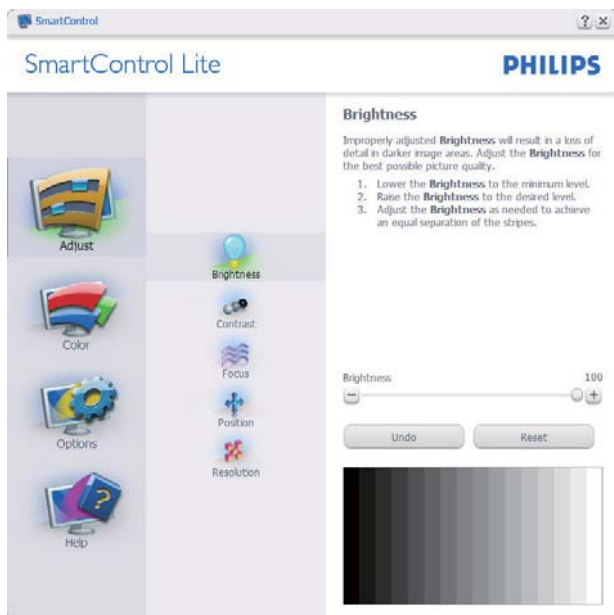 SmartControl
SmartControl Lite
PHILIPS
Adjust
Color
Options
Help
Brightness
Contrast
Focus
Position
Resolution
Brightness
Improperly adjusted Brightness will result in a loss of
detail in darker image areas. Adjust the Brightness for
the best possible picture quality.
1. Lower the Brightness to the minimum level.
2. Raise the Brightness to the desired level.
3. Adjust the Brightness as needed to achieve
an equal separation of the stripes.
Brightness 100
Undo Reset